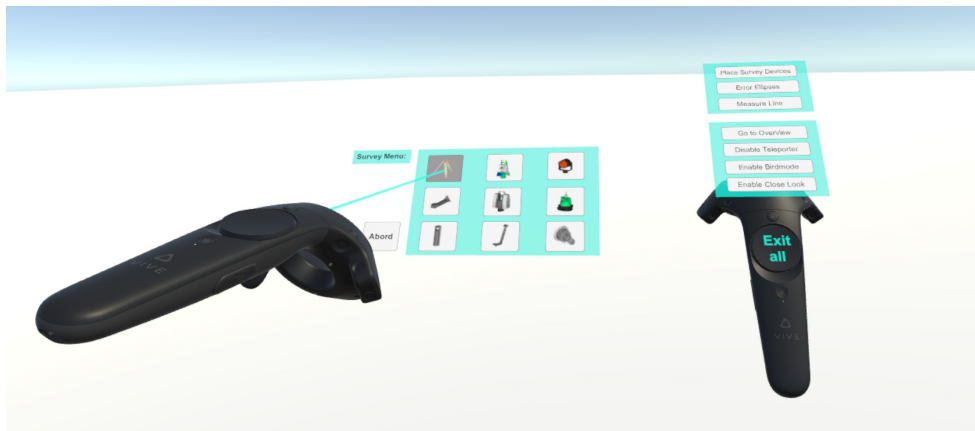 Survey Menu:
Abord
VIVE
Place Survey Devices
Error Ellipses
Measure Line
Go to Overview
Disable Teleporter
Enable Birdmode
Enable Close Look
Exit
all
VIVE